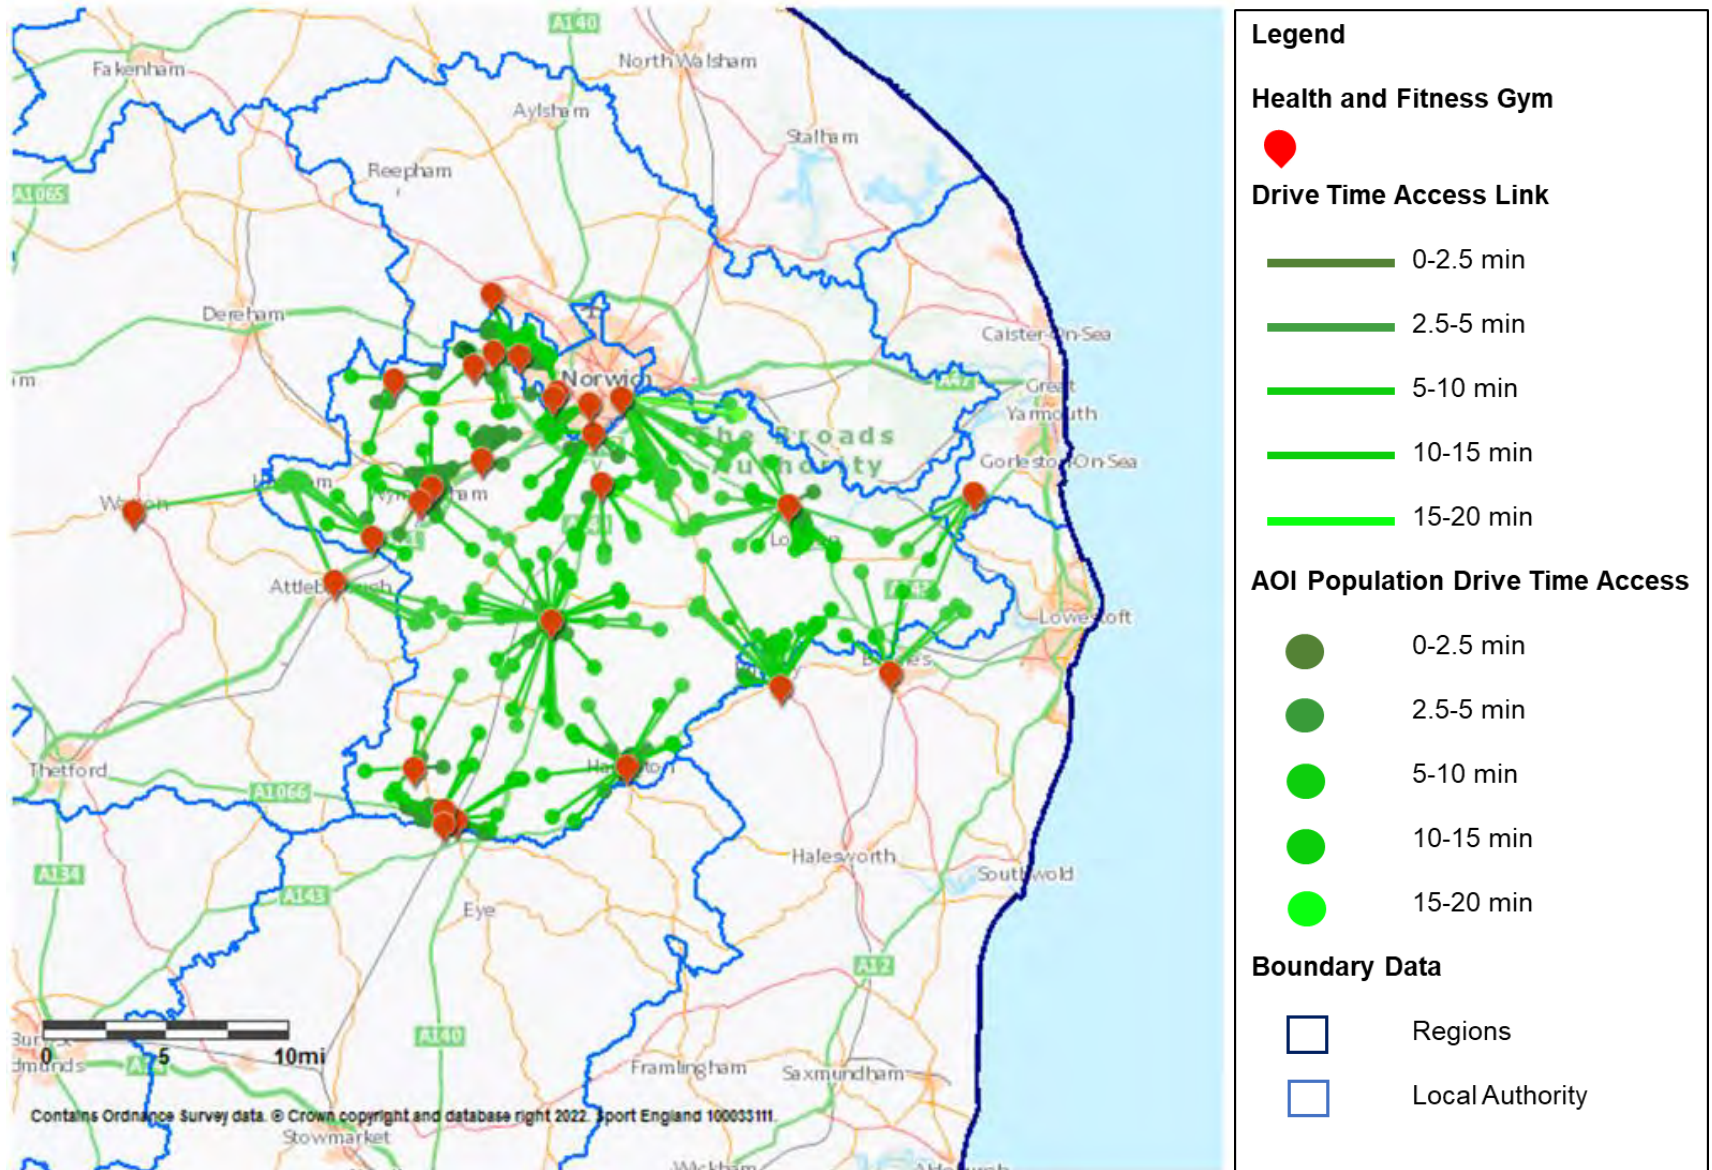 A140
North Walsham
Fakenham
Aylsham
Stalham
Reepham
A1065
Dereham
Caister-On-Sea
Norwich
A47
Great
Yarmouth
The Broads
Authority
Gorleston-On-Sea
Attleborough
Lowestoft
Thetford
A1066
Halesworth
A134
A143
Southwold
Eye
A12
A140
0 5 10mi
Framlingham
Saxmundham
Contains Ordnance Survey data. © Crown copyright and database right 2022. Sport England 100033111.
Stowmarket
Wickham
Legend
Health and Fitness Gym
Drive Time Access Link
0-2.5 min
2.5-5 min
5-10 min
10-15 min
15-20 min
AOI Population Drive Time Access
0-2.5 min
2.5-5 min
5-10 min
10-15 min
15-20 min
Boundary Data
Regions
Local Authority